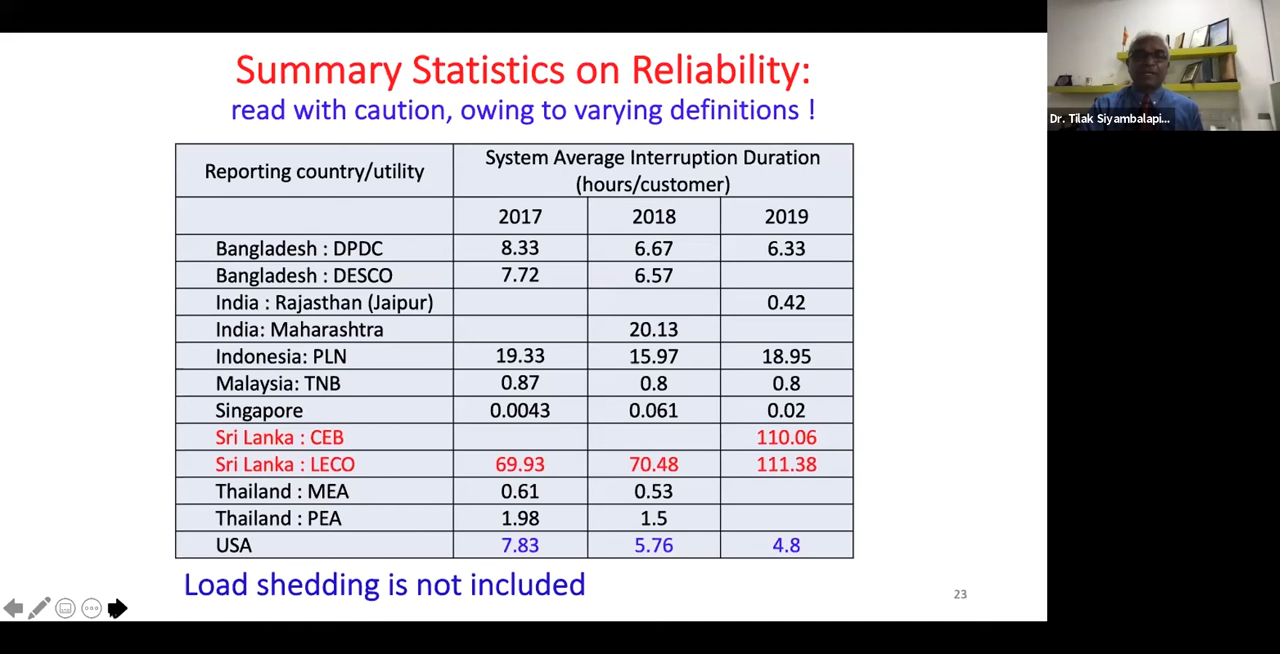 Summary Statistics on Reliability:
read with caution, owing to varying definitions !
Reporting country/utility
System Average Interruption Duration
(hours/customer)
2017 2018 2019
Bangladesh : DPDC 8.33 6.67 6.33
Bangladesh : DESCO 7.72 6.57
India : Rajasthan (Jaipur) 0.42
India: Maharashtra 20.13
Indonesia: PLN 19.33 15.97 18.95
Malaysia: TNB 0.87 0.8 0.8
Singapore 0.0043 0.061 0.02
Sri Lanka : CEB 110.06
Sri Lanka : LECO 69.93 70.48 111.38
Thailand : MEA 0.61 0.53
Thailand : PEA 1.98 1.5
USA 7.83 5.76 4.8
Load shedding is not included
23
Dr. Tilak Siyambalapi...